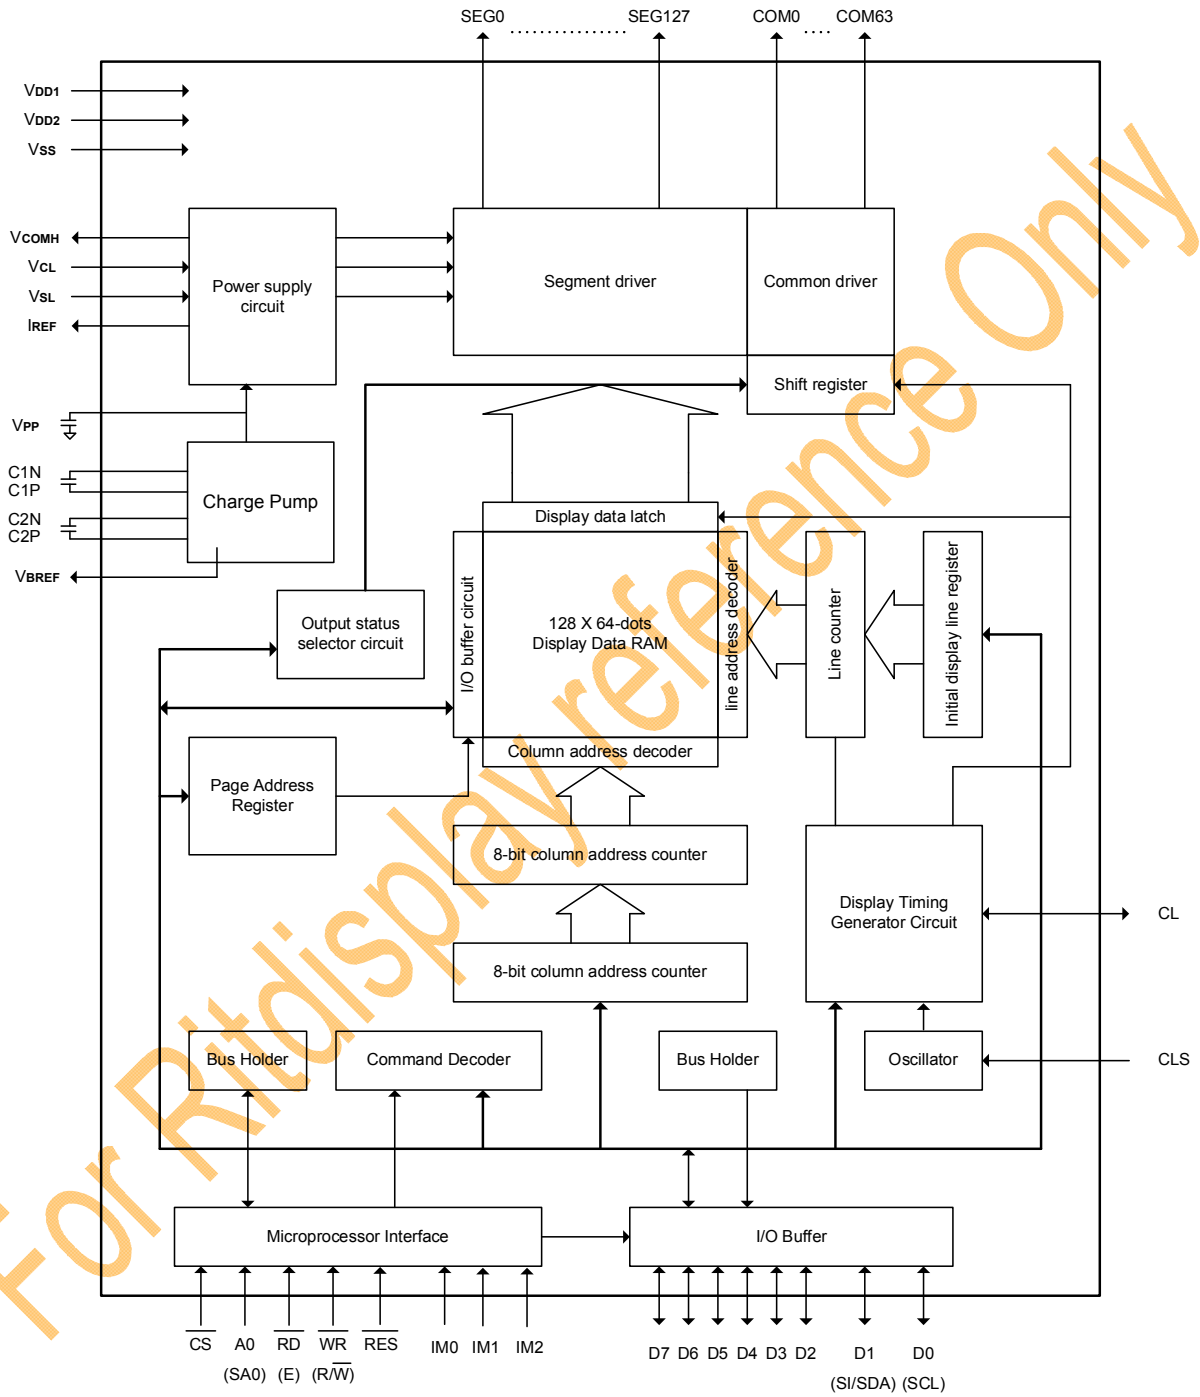 SEG0 .................... SEG127 COM0 .... COM63
VDD1
VDD2
VSS
VCOMH
VCL
VSL
IREF
Power supply
circuit
Segment driver
Common driver
Shift register
VPP
C1N
C1P
C2N
C2P
VBREF
Charge Pump
Display data latch
Output status
selector circuit
I/O buffer circuit
128 X 64-dots
Display Data RAM
line address decoder
Line counter
Initial display line register
Column address decoder
Page Address
Register
8-bit column address counter
8-bit column address counter
Display Timing
Generator Circuit
CL
Bus Holder
Command Decoder
Bus Holder
Oscillator
CLS
Microprocessor Interface
I/O Buffer
C̅S̅ A0 R̅D̅ W̅R̅ R̅E̅S̅ IM0 IM1 IM2 D7 D6 D5 D4 D3 D2 D1 D0
(SA0) (E) (R/W̅) (SI/SDA) (SCL)
For Ritdisplay reference Only